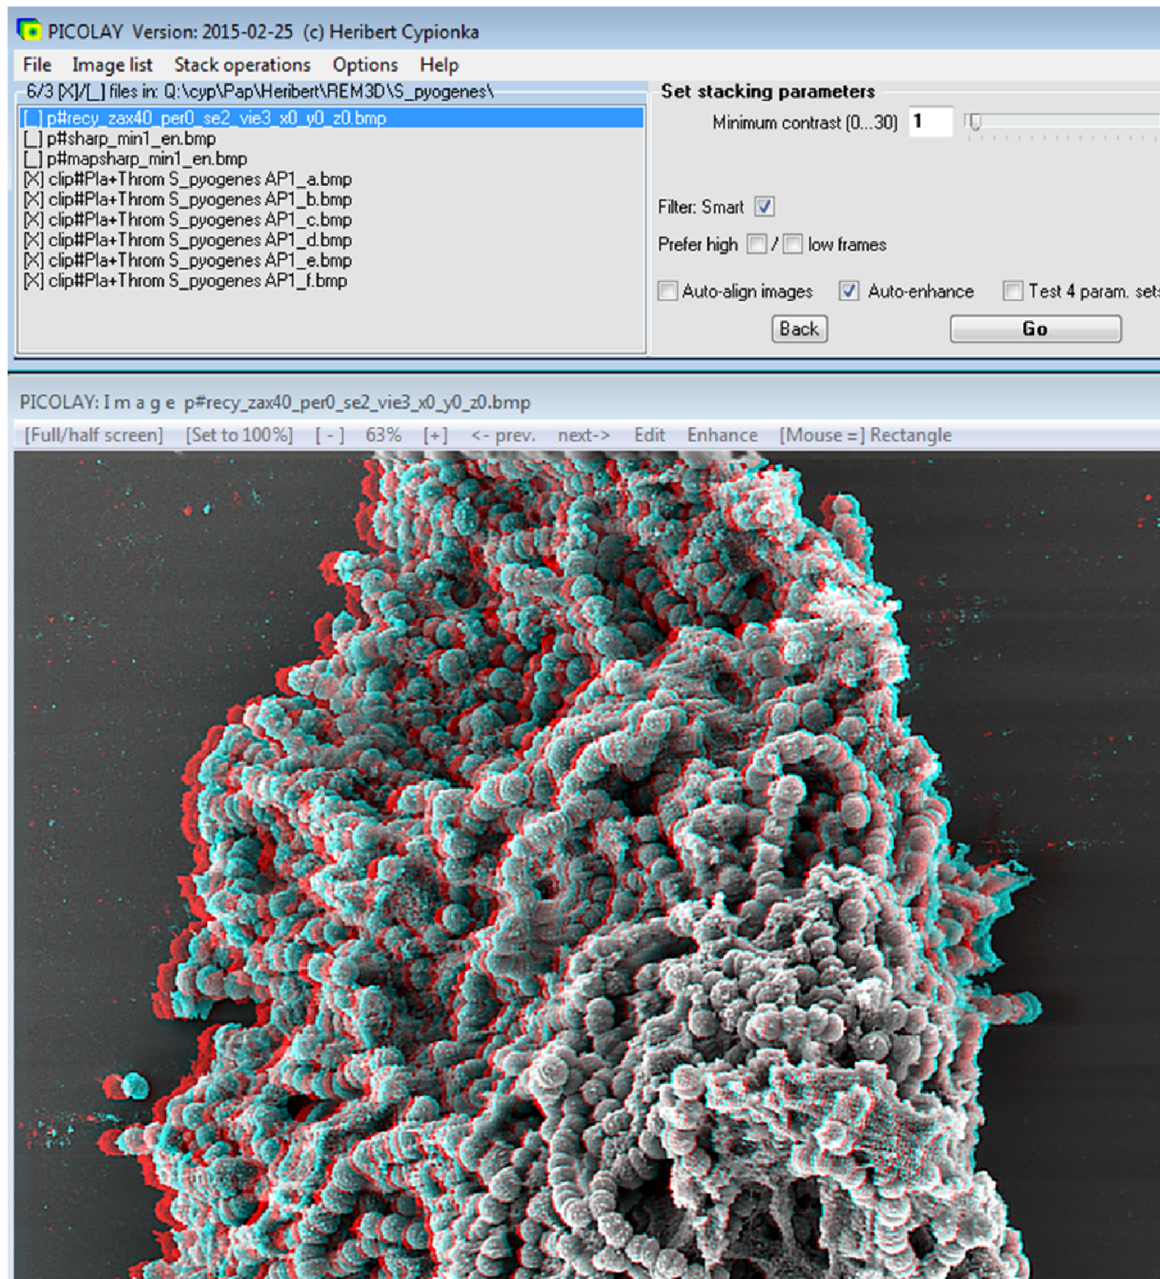 PICOLAY Version: 2015-02-25 (c) Heribert Cypionka
File Image list Stack operations Options Help
6/3 [X]/[_] files in: Q:\cyp\Pap\Heribert\REM3D\S_pyogenes\
[_] p#recy_zax40_per0_se2_vie3_x0_y0_z0.bmp
[_] p#sharp_min1_en.bmp
[_] p#mapsharp_min1_en.bmp
[X] clip#Pla+Throm S_pyogenes AP1_a.bmp
[X] clip#Pla+Throm S_pyogenes AP1_b.bmp
[X] clip#Pla+Throm S_pyogenes AP1_c.bmp
[X] clip#Pla+Throm S_pyogenes AP1_d.bmp
[X] clip#Pla+Throm S_pyogenes AP1_e.bmp
[X] clip#Pla+Throm S_pyogenes AP1_f.bmp
Set stacking parameters
Minimum contrast (0...30) 1
Filter: Smart
Prefer high / low frames
Auto-align images Auto-enhance Test 4 param. sets
Back Go
PICOLAY: I m a g e p#recy_zax40_per0_se2_vie3_x0_y0_z0.bmp
[Full/half screen] [Set to 100%] [ - ] 63% [+] <- prev. next-> Edit Enhance [Mouse =] Rectangle